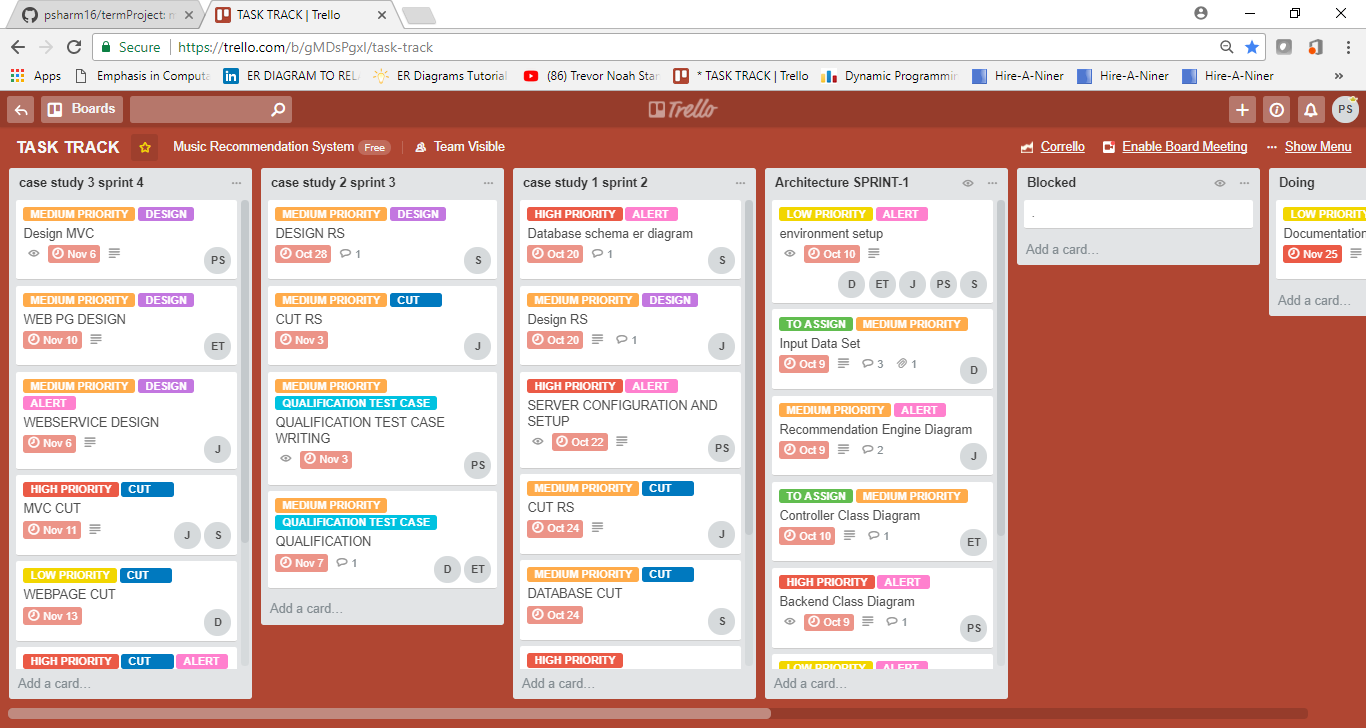 psharm16/termProject: m
TASK TRACK | Trello
Secure
https://trello.com/b/gMDsPgxI/task-track
Apps
Emphasis in Computa
ER DIAGRAM TO REL
ER Diagrams Tutorial
(86) Trevor Noah Star
* TASK TRACK | Trello
Dynamic Programmin
Hire-A-Niner
Hire-A-Niner
Hire-A-Niner
»
Boards
Trello
PS
TASK TRACK
Music Recommendation System Free
Team Visible
Corrello
Enable Board Meeting
... Show Menu
case study 3 sprint 4
MEDIUM PRIORITY DESIGN
Design MVC
Nov 6
PS
MEDIUM PRIORITY DESIGN
WEB PG DESIGN
Nov 10
ET
MEDIUM PRIORITY DESIGN
ALERT
WEBSERVICE DESIGN
Nov 6
J
HIGH PRIORITY CUT
MVC CUT
Nov 11
J S
LOW PRIORITY CUT
WEBPAGE CUT
Nov 13
D
HIGH PRIORITY CUT ALERT
Add a card...
case study 2 sprint 3
MEDIUM PRIORITY DESIGN
DESIGN RS
Oct 28 1
S
MEDIUM PRIORITY CUT
CUT RS
Nov 3
J
MEDIUM PRIORITY
QUALIFICATION TEST CASE
QUALIFICATION TEST CASE
WRITING
Nov 3
PS
MEDIUM PRIORITY
QUALIFICATION TEST CASE
QUALIFICATION
Nov 7 1
D ET
Add a card...
case study 1 sprint 2
HIGH PRIORITY ALERT
Database schema er diagram
Oct 20 1
S
MEDIUM PRIORITY DESIGN
Design RS
Oct 20 1
J
HIGH PRIORITY ALERT
SERVER CONFIGURATION AND
SETUP
Oct 22
PS
MEDIUM PRIORITY CUT
CUT RS
Oct 24
J
MEDIUM PRIORITY CUT
DATABASE CUT
Oct 24
S
HIGH PRIORITY
Add a card...
Architecture SPRINT-1
LOW PRIORITY ALERT
environment setup
Oct 10
D ET J PS S
TO ASSIGN MEDIUM PRIORITY
Input Data Set
Oct 9 3 1
D
MEDIUM PRIORITY ALERT
Recommendation Engine Diagram
Oct 9 2
J
TO ASSIGN MEDIUM PRIORITY
Controller Class Diagram
Oct 10 1
ET
HIGH PRIORITY ALERT
Backend Class Diagram
Oct 9 1
PS
LOW PRIORITY ALERT
Add a card...
Blocked
.
Add a card...
Doing
LOW PRIORITY
Documentation
Nov 25
Add a card...